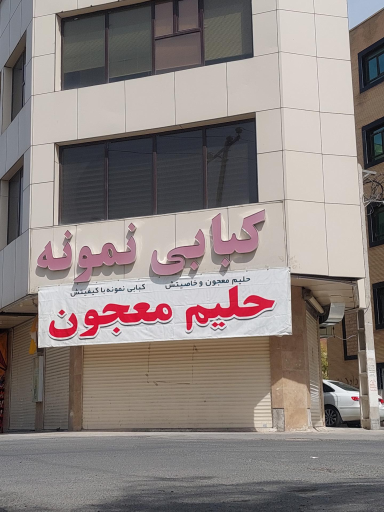 کبابی نمونه
حلیم معجون و خاصیتش کبابی نمونه با کیفیتش
حلیم معجون